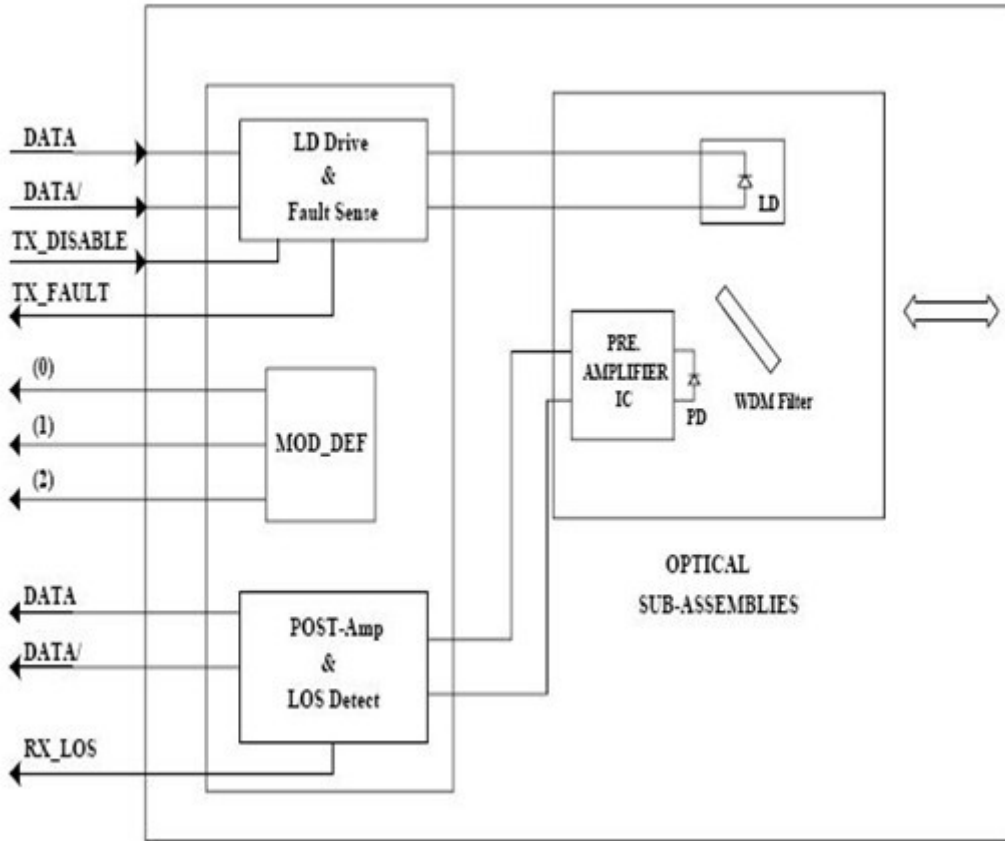 DATA
DATA/
TX_DISABLE
TX_FAULT
(0)
(1)
(2)
DATA
DATA/
RX_LOS
LD Drive
&
Fault Sense
MOD_DEF
POST-Amp
&
LOS Detect
LD
PRE.
AMPLIFIER
IC
PD
WDM Filter
OPTICAL
SUB-ASSEMBLIES